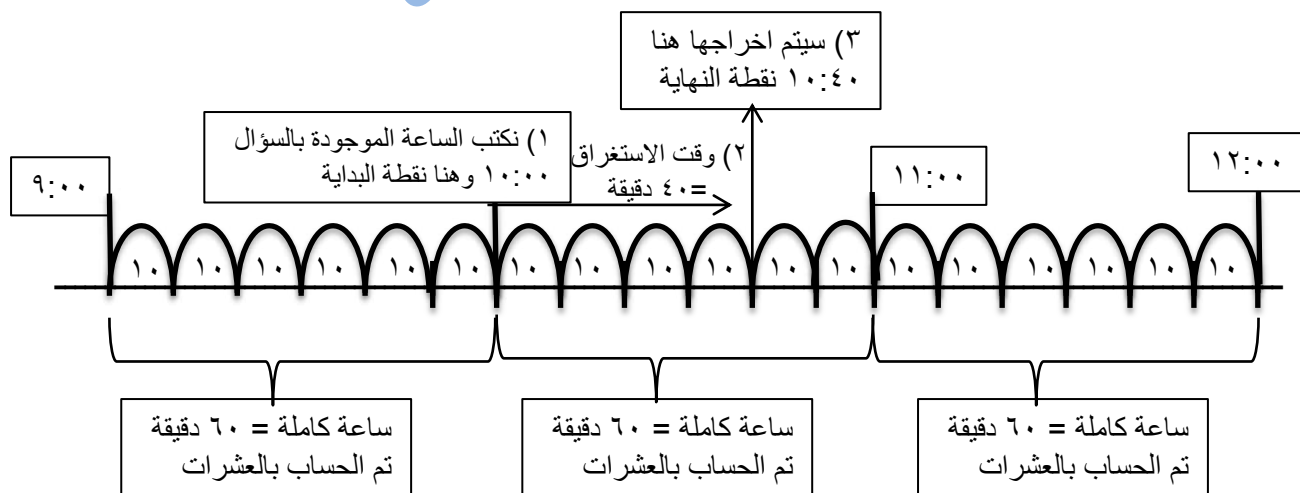 ٣) سيتم اخراجها هنا
١٠:٤٠ نقطة النهاية
١) نكتب الساعة الموجودة بالسؤال
١٠:٠٠ وهنا نقطة البداية
٢) وقت الاستغراق
=٤٠ دقيقة
٩:٠٠
١١:٠٠
١٢:٠٠
١٠ ١٠ ١٠ ١٠ ١٠ ١٠ ١٠ ١٠ ١٠ ١٠ ١٠ ١٠ ١٠ ١٠ ١٠ ١٠ ١٠ ١٠
ساعة كاملة = ٦٠ دقيقة
تم الحساب بالعشرات
ساعة كاملة = ٦٠ دقيقة
تم الحساب بالعشرات
ساعة كاملة = ٦٠ دقيقة
تم الحساب بالعشرات